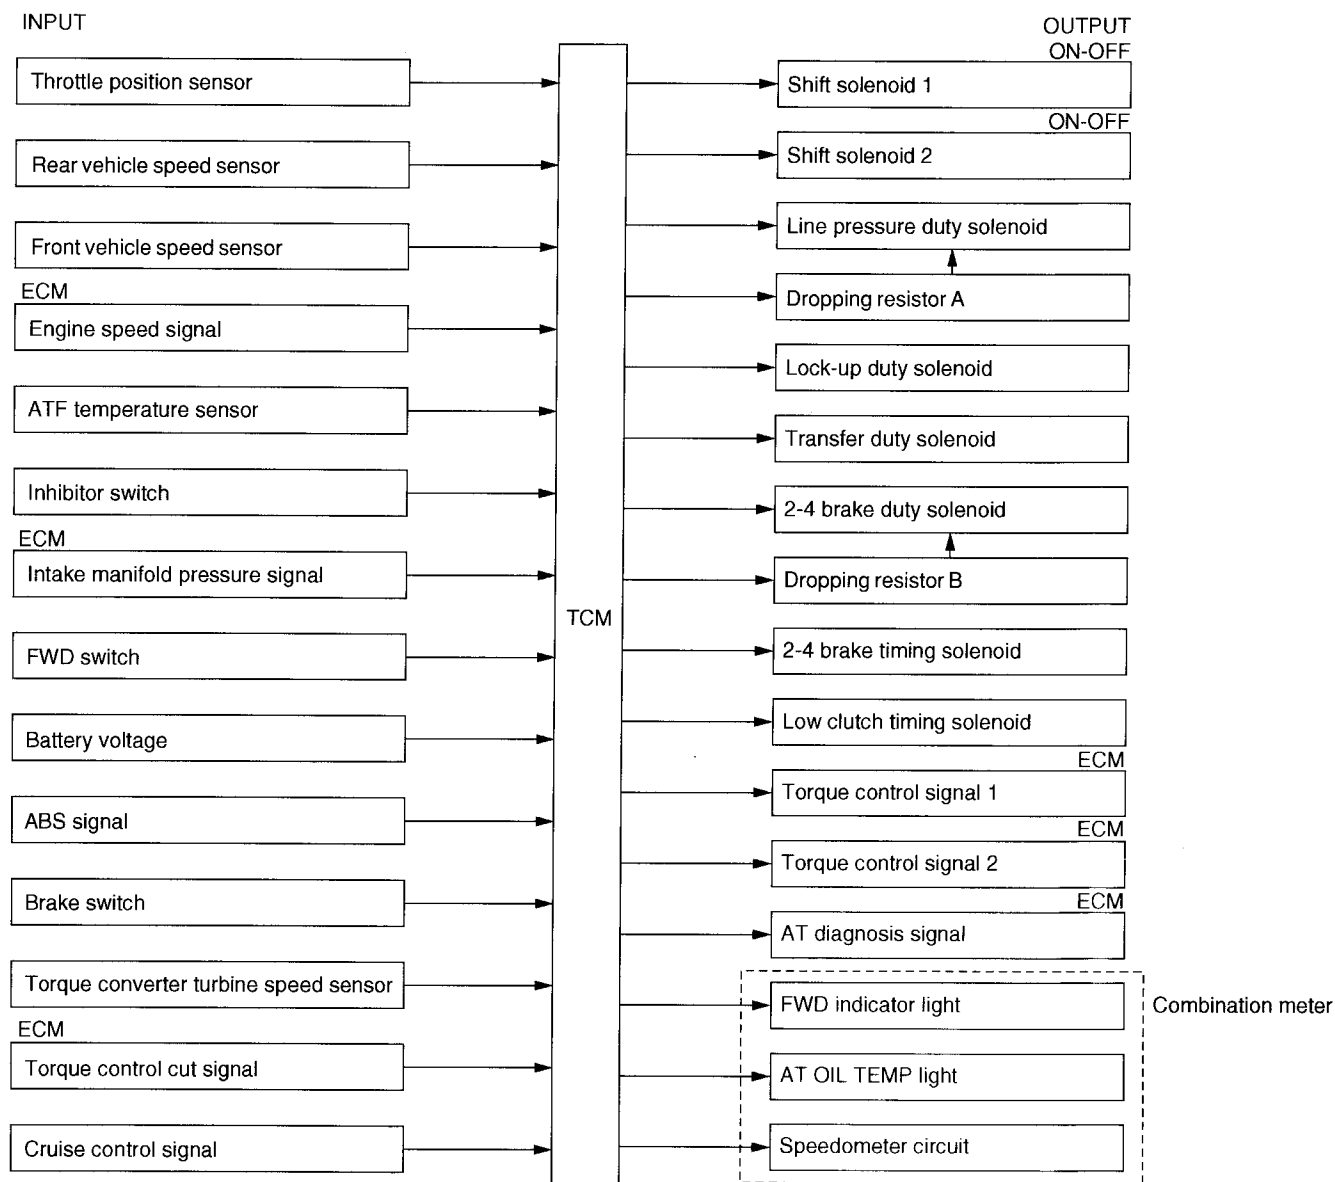 INPUT
Throttle position sensor
Rear vehicle speed sensor
Front vehicle speed sensor
ECM
Engine speed signal
ATF temperature sensor
Inhibitor switch
ECM
Intake manifold pressure signal
FWD switch
Battery voltage
ABS signal
Brake switch
Torque converter turbine speed sensor
ECM
Torque control cut signal
Cruise control signal
TCM
OUTPUT
ON-OFF
Shift solenoid 1
ON-OFF
Shift solenoid 2
Line pressure duty solenoid
Dropping resistor A
Lock-up duty solenoid
Transfer duty solenoid
2-4 brake duty solenoid
Dropping resistor B
2-4 brake timing solenoid
Low clutch timing solenoid
ECM
Torque control signal 1
ECM
Torque control signal 2
ECM
AT diagnosis signal
FWD indicator light
Combination meter
AT OIL TEMP light
Speedometer circuit